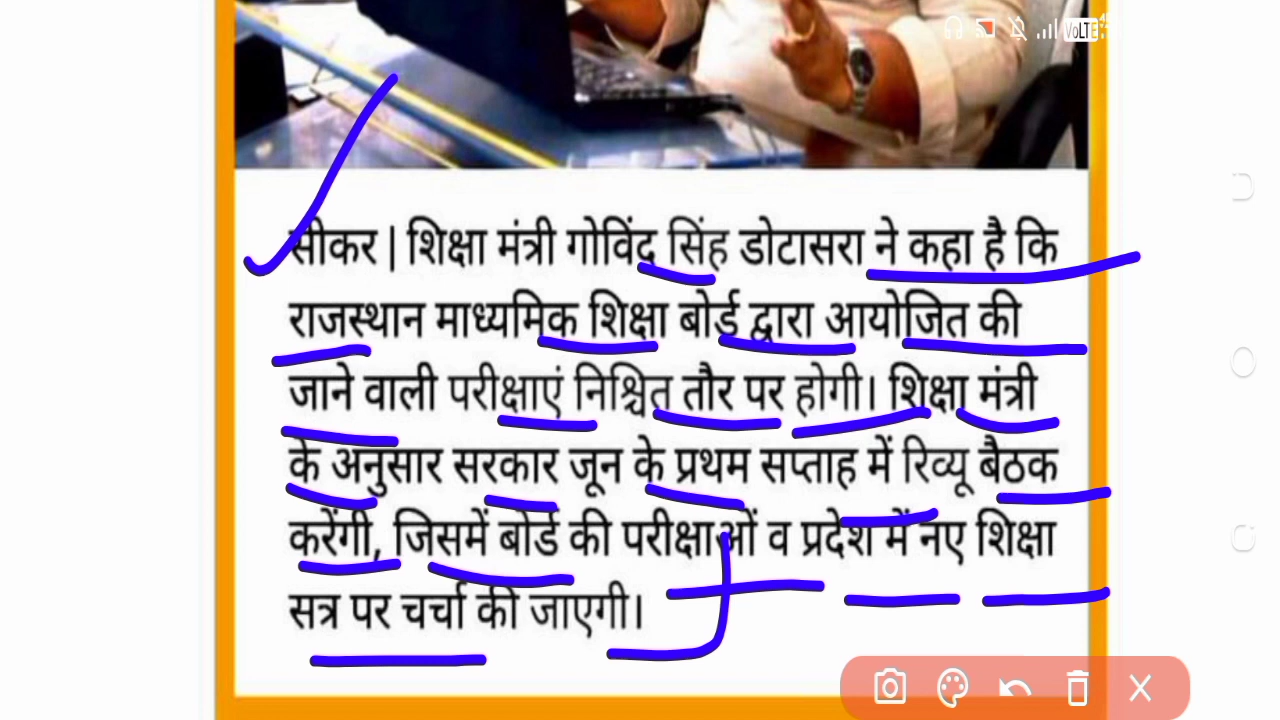 VoLTE
सीकर | शिक्षा मंत्री गोविंद सिंह डोटासरा ने कहा है कि
राजस्थान माध्यमिक शिक्षा बोर्ड द्वारा आयोजित की
जाने वाली परीक्षाएं निश्चित तौर पर होगी। शिक्षा मंत्री
के अनुसार सरकार जून के प्रथम सप्ताह में रिव्यू बैठक
करेंगी, जिसमें बोर्ड की परीक्षाओं व प्रदेश में नए शिक्षा
सत्र पर चर्चा की जाएगी।